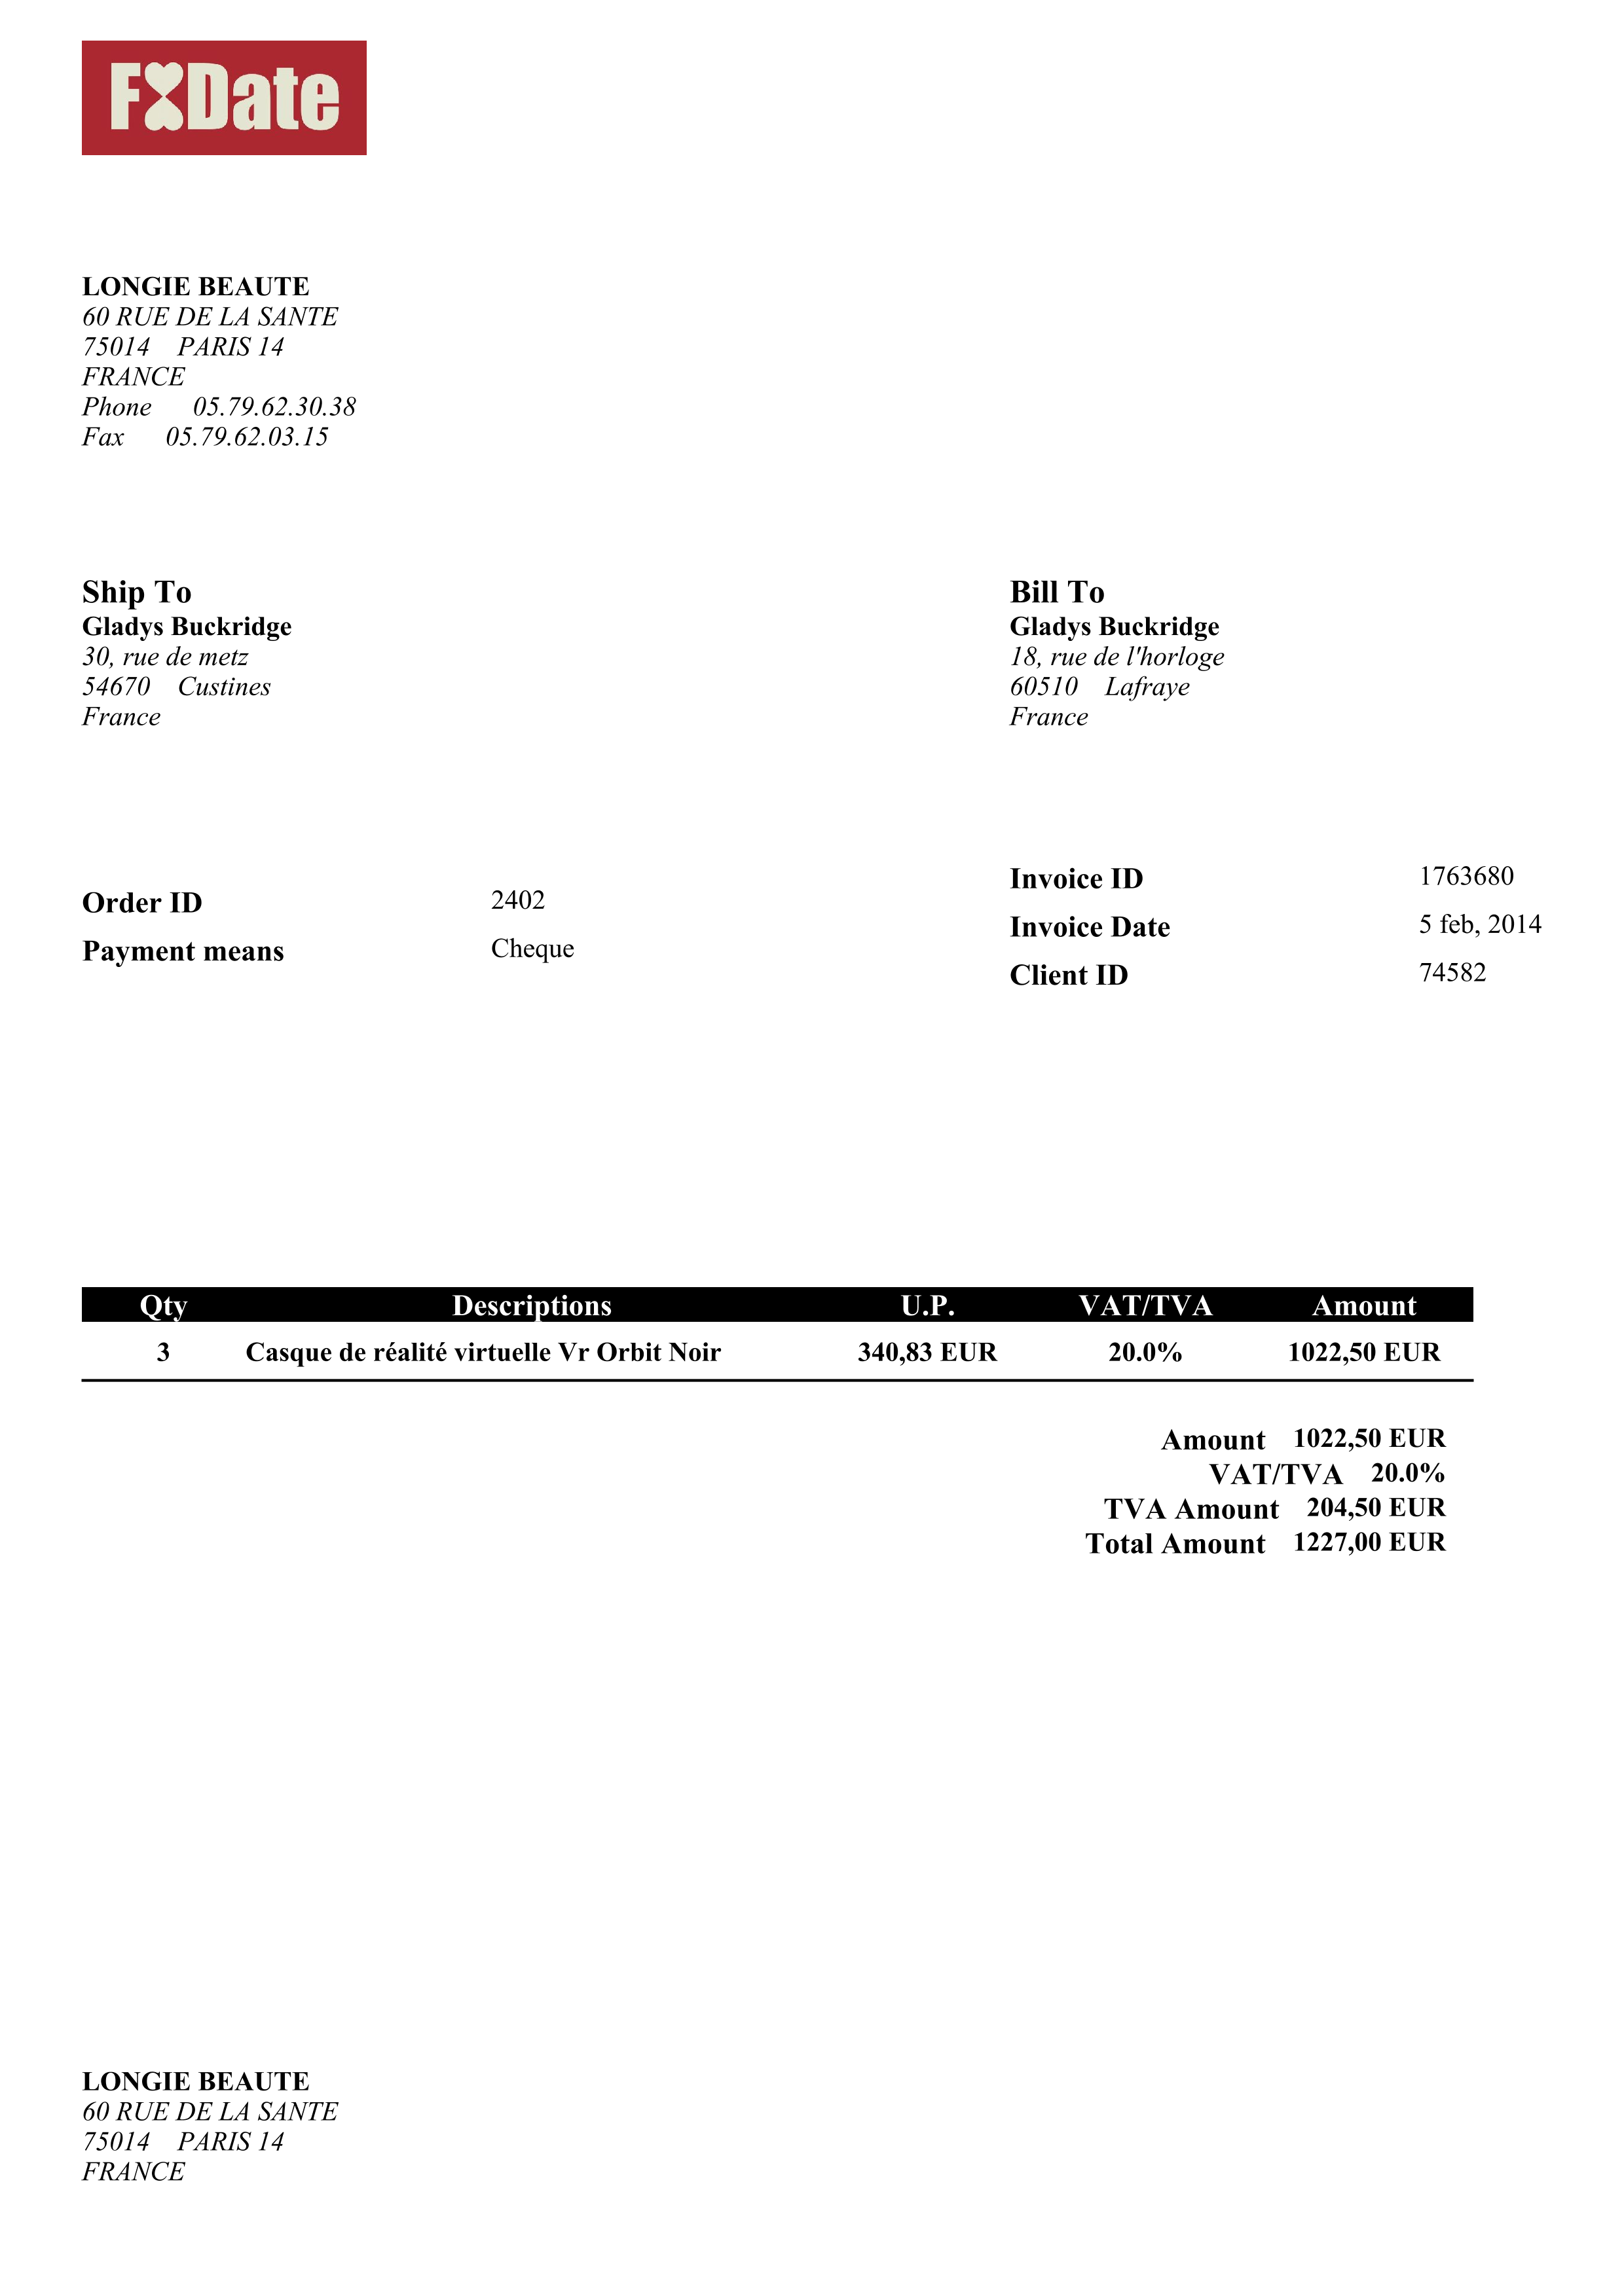 FXDate
LONGIE BEAUTE
60 RUE DE LA SANTE
75014 PARIS 14
FRANCE
Phone 05.79.62.30.38
Fax 05.79.62.03.15
Ship To
Gladys Buckridge
30, rue de metz
54670 Custines
France
Bill To
Gladys Buckridge
18, rue de l'horloge
60510 Lafraye
France
Order ID 2402
Payment means Cheque
Invoice ID 1763680
Invoice Date 5 feb, 2014
Client ID 74582
Qty Descriptions U.P. VAT/TVA Amount
3 Casque de réalité virtuelle Vr Orbit Noir 340,83 EUR 20.0% 1022,50 EUR
Amount 1022,50 EUR
VAT/TVA 20.0%
TVA Amount 204,50 EUR
Total Amount 1227,00 EUR
LONGIE BEAUTE
60 RUE DE LA SANTE
75014 PARIS 14
FRANCE